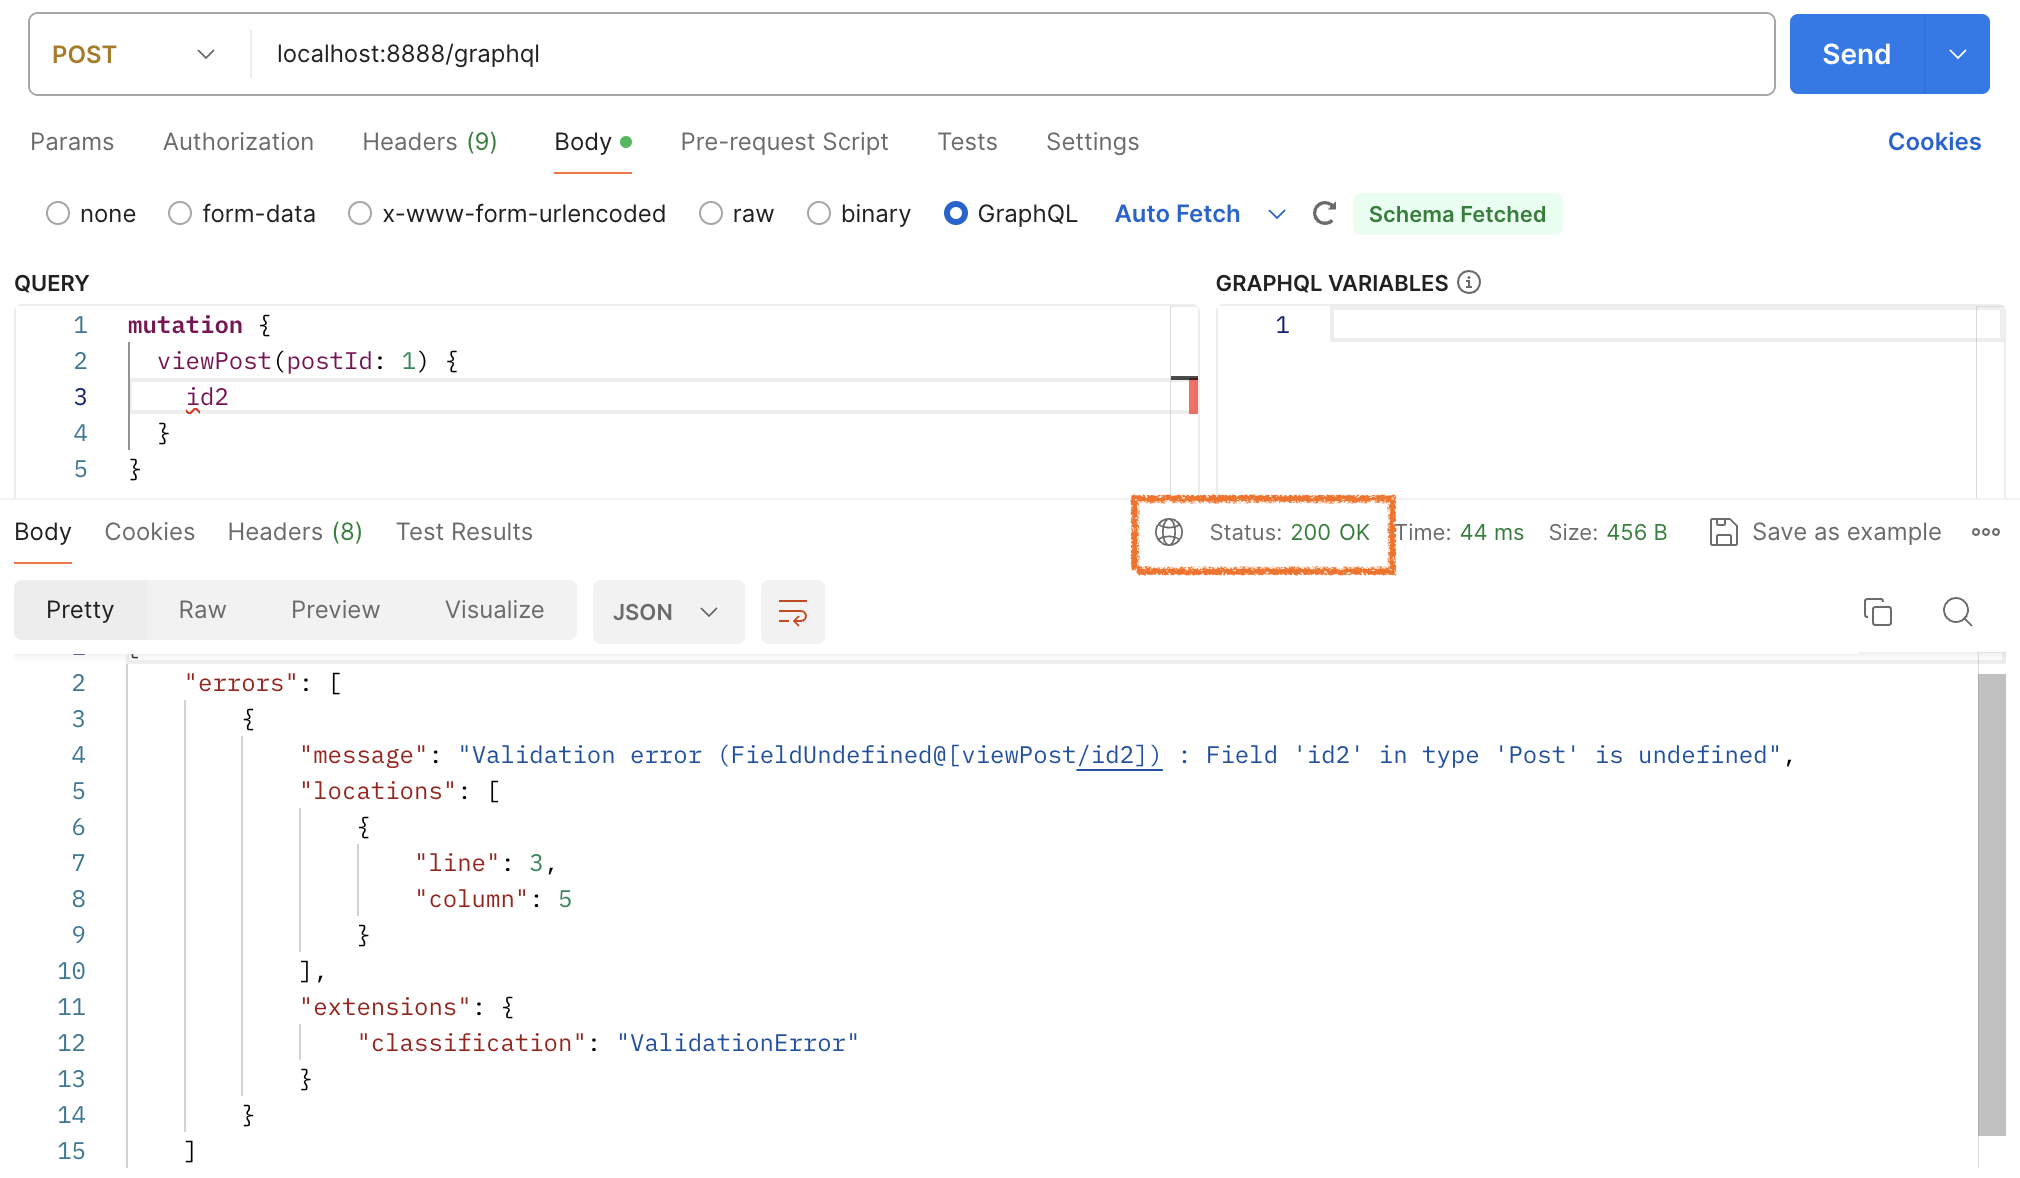 POST localhost:8888/graphql Send
Params Authorization Headers (9) Body Pre-request Script Tests Settings Cookies
none form-data x-www-form-urlencoded raw binary GraphQL Auto Fetch Schema Fetched
QUERY
1 mutation {
2 viewPost(postId: 1) {
3 id2
4 }
5 }
GRAPHQL VARIABLES
1
Body Cookies Headers (8) Test Results Status: 200 OK Time: 44 ms Size: 456 B Save as example
Pretty Raw Preview Visualize JSON
2 "errors": [
3 {
4 "message": "Validation error (FieldUndefined@[viewPost/id2]) : Field 'id2' in type 'Post' is undefined",
5 "locations": [
6 {
7 "line": 3,
8 "column": 5
9 }
10 ],
11 "extensions": {
12 "classification": "ValidationError"
13 }
14 }
15 ]